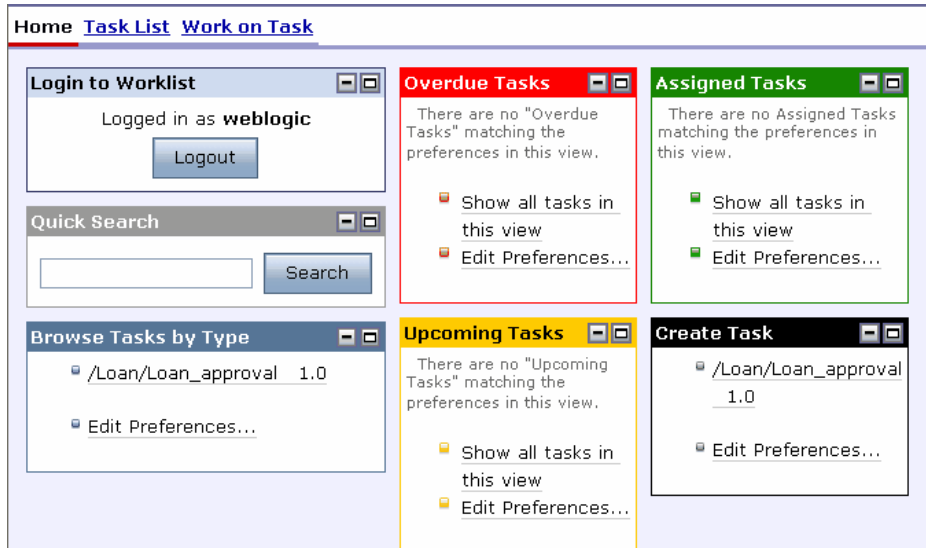 Home Task List Work on Task
Login to Worklist
Logged in as weblogic
Logout
Quick Search
Search
Browse Tasks by Type
/Loan/Loan_approval 1.0
Edit Preferences...
Overdue Tasks
There are no "Overdue
Tasks" matching the
preferences in this view.
Show all tasks in
this view
Edit Preferences...
Upcoming Tasks
There are no "Upcoming
Tasks" matching the
preferences in this view.
Show all tasks in
this view
Edit Preferences...
Assigned Tasks
There are no Assigned Tasks
matching the preferences in
this view.
Show all tasks in
this view
Edit Preferences...
Create Task
/Loan/Loan_approval
1.0
Edit Preferences...